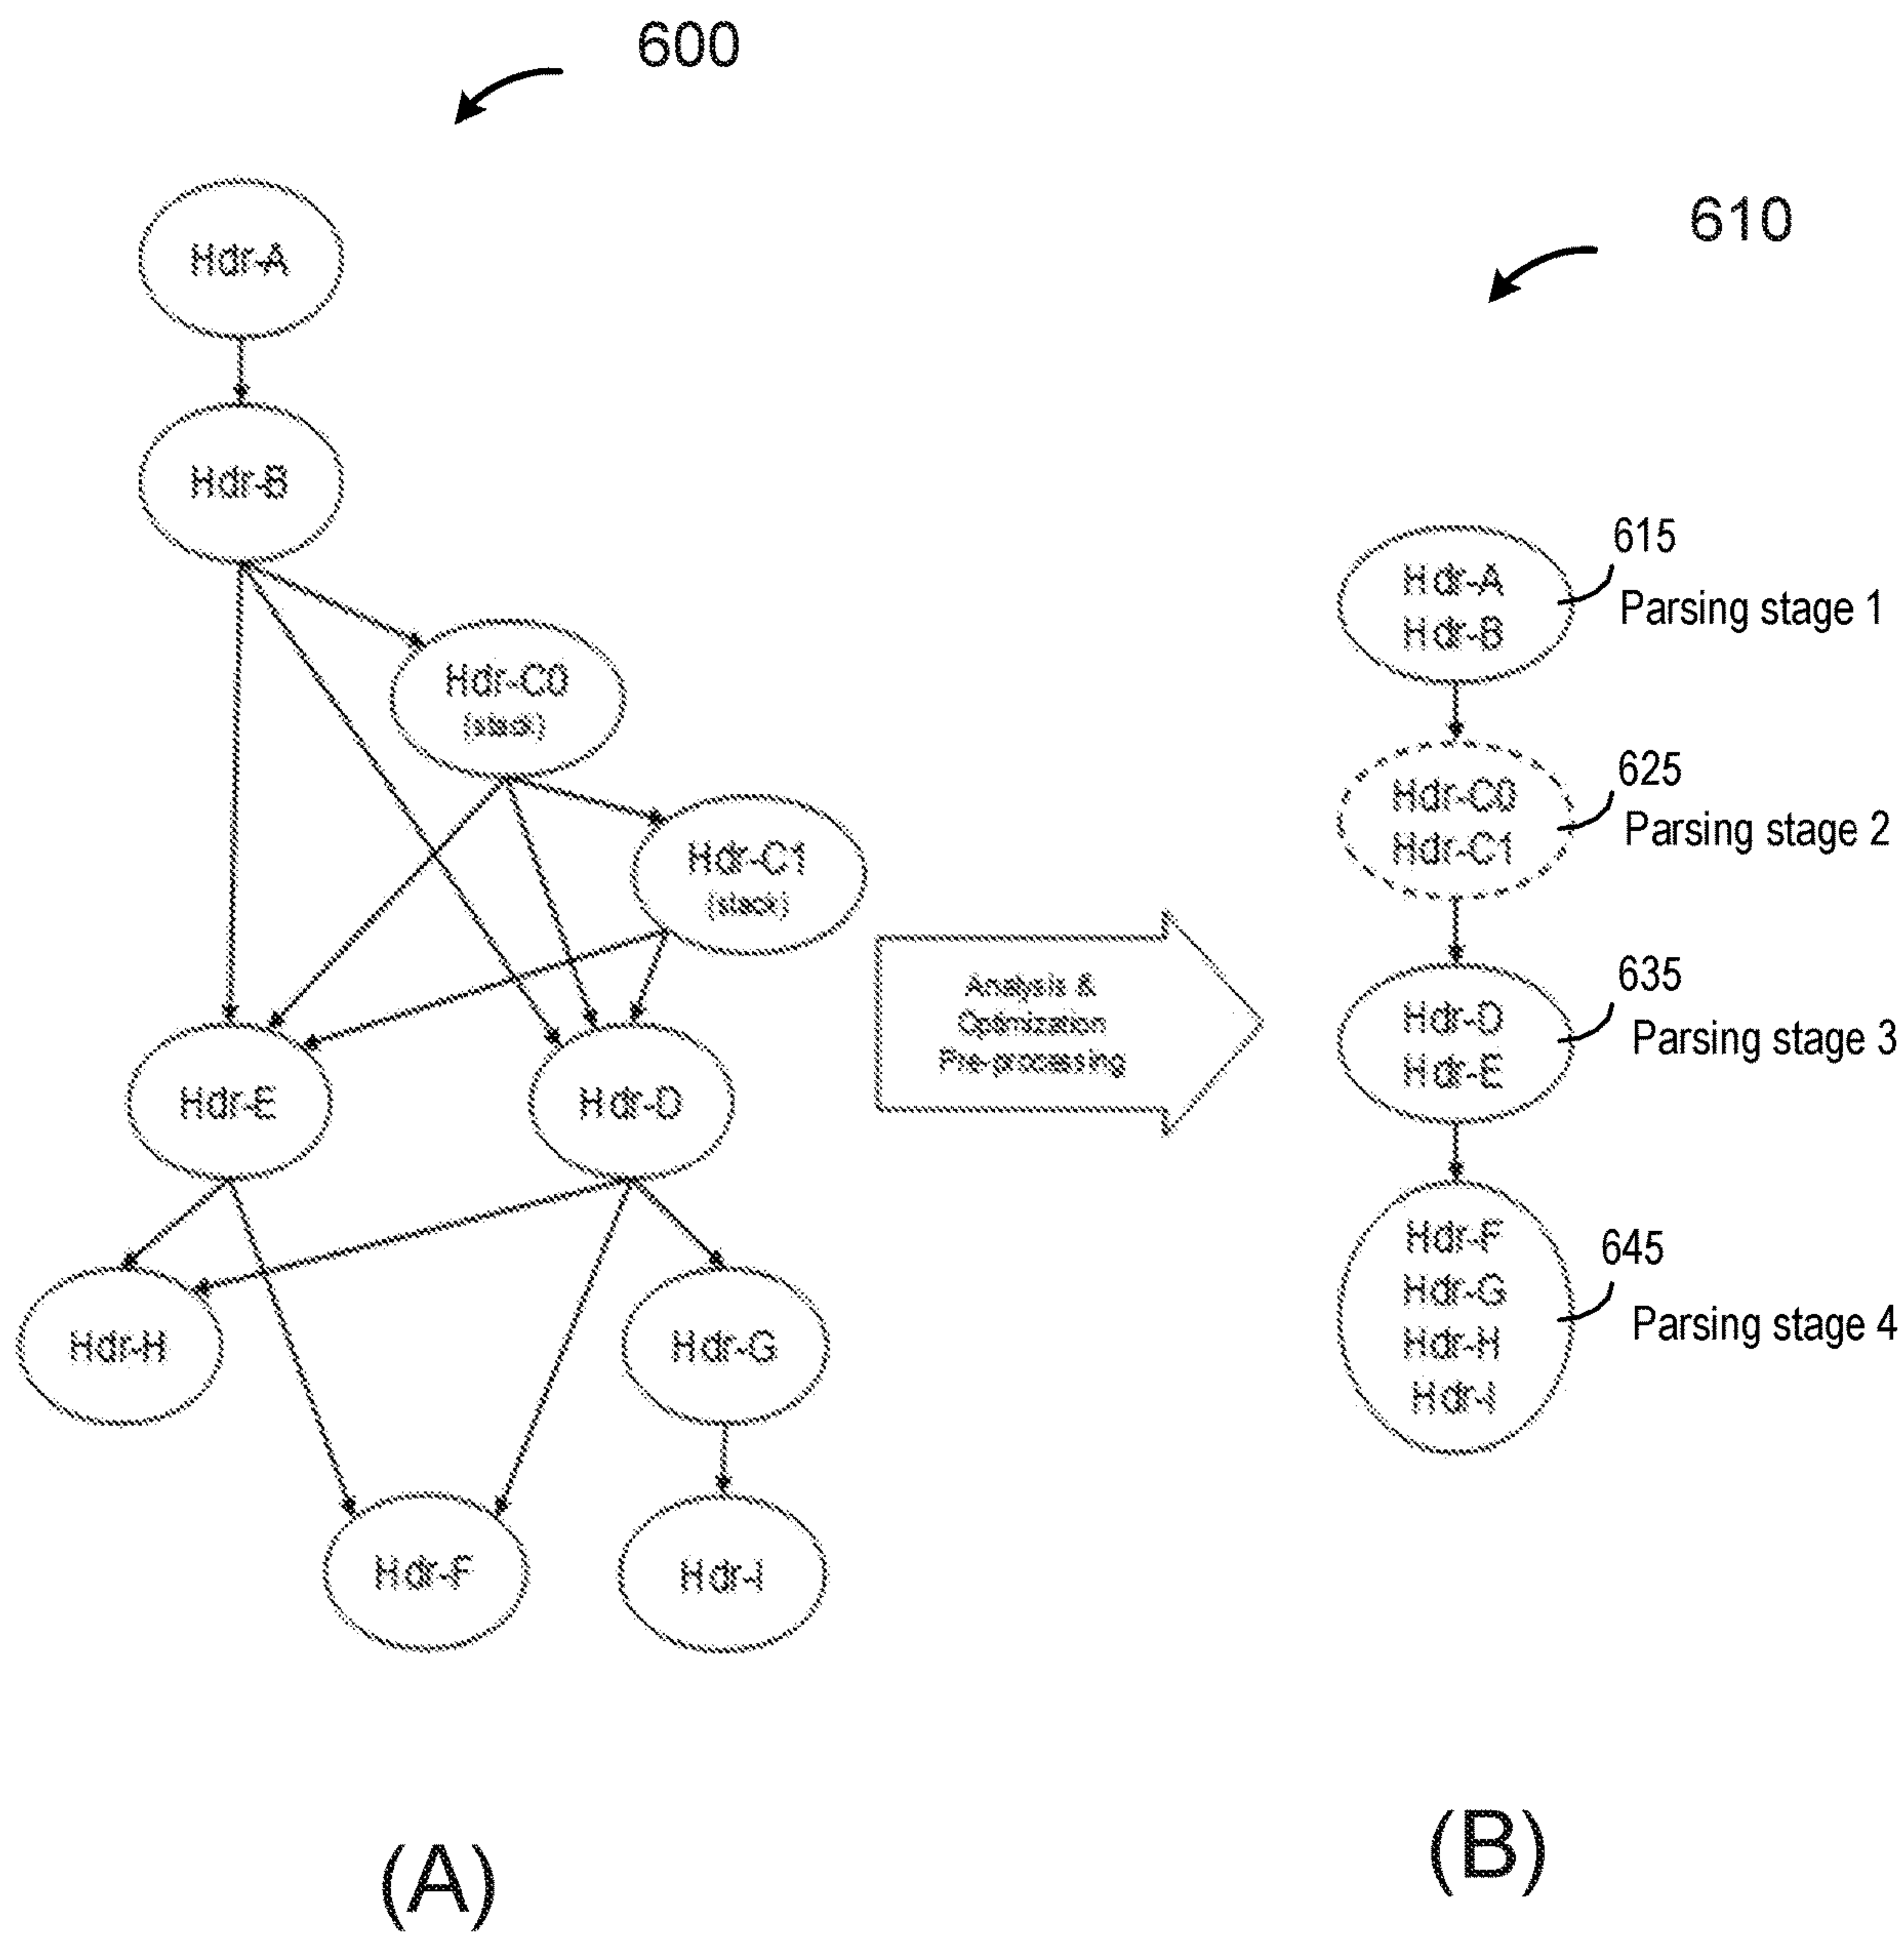 600
610
Hdr-A
Hdr-B
Hdr-C0
(stack)
Hdr-C1
(stack)
Hdr-E
Hdr-D
Hdr-H
Hdr-G
Hdr-F
Hdr-I
Analysis &
Optimization
Pre-processing
Hdr-A
Hdr-B
615
Parsing stage 1
Hdr-C0
Hdr-C1
625
Parsing stage 2
Hdr-D
Hdr-E
635
Parsing stage 3
Hdr-F
Hdr-G
Hdr-H
Hdr-I
645
Parsing stage 4
(A)
(B)